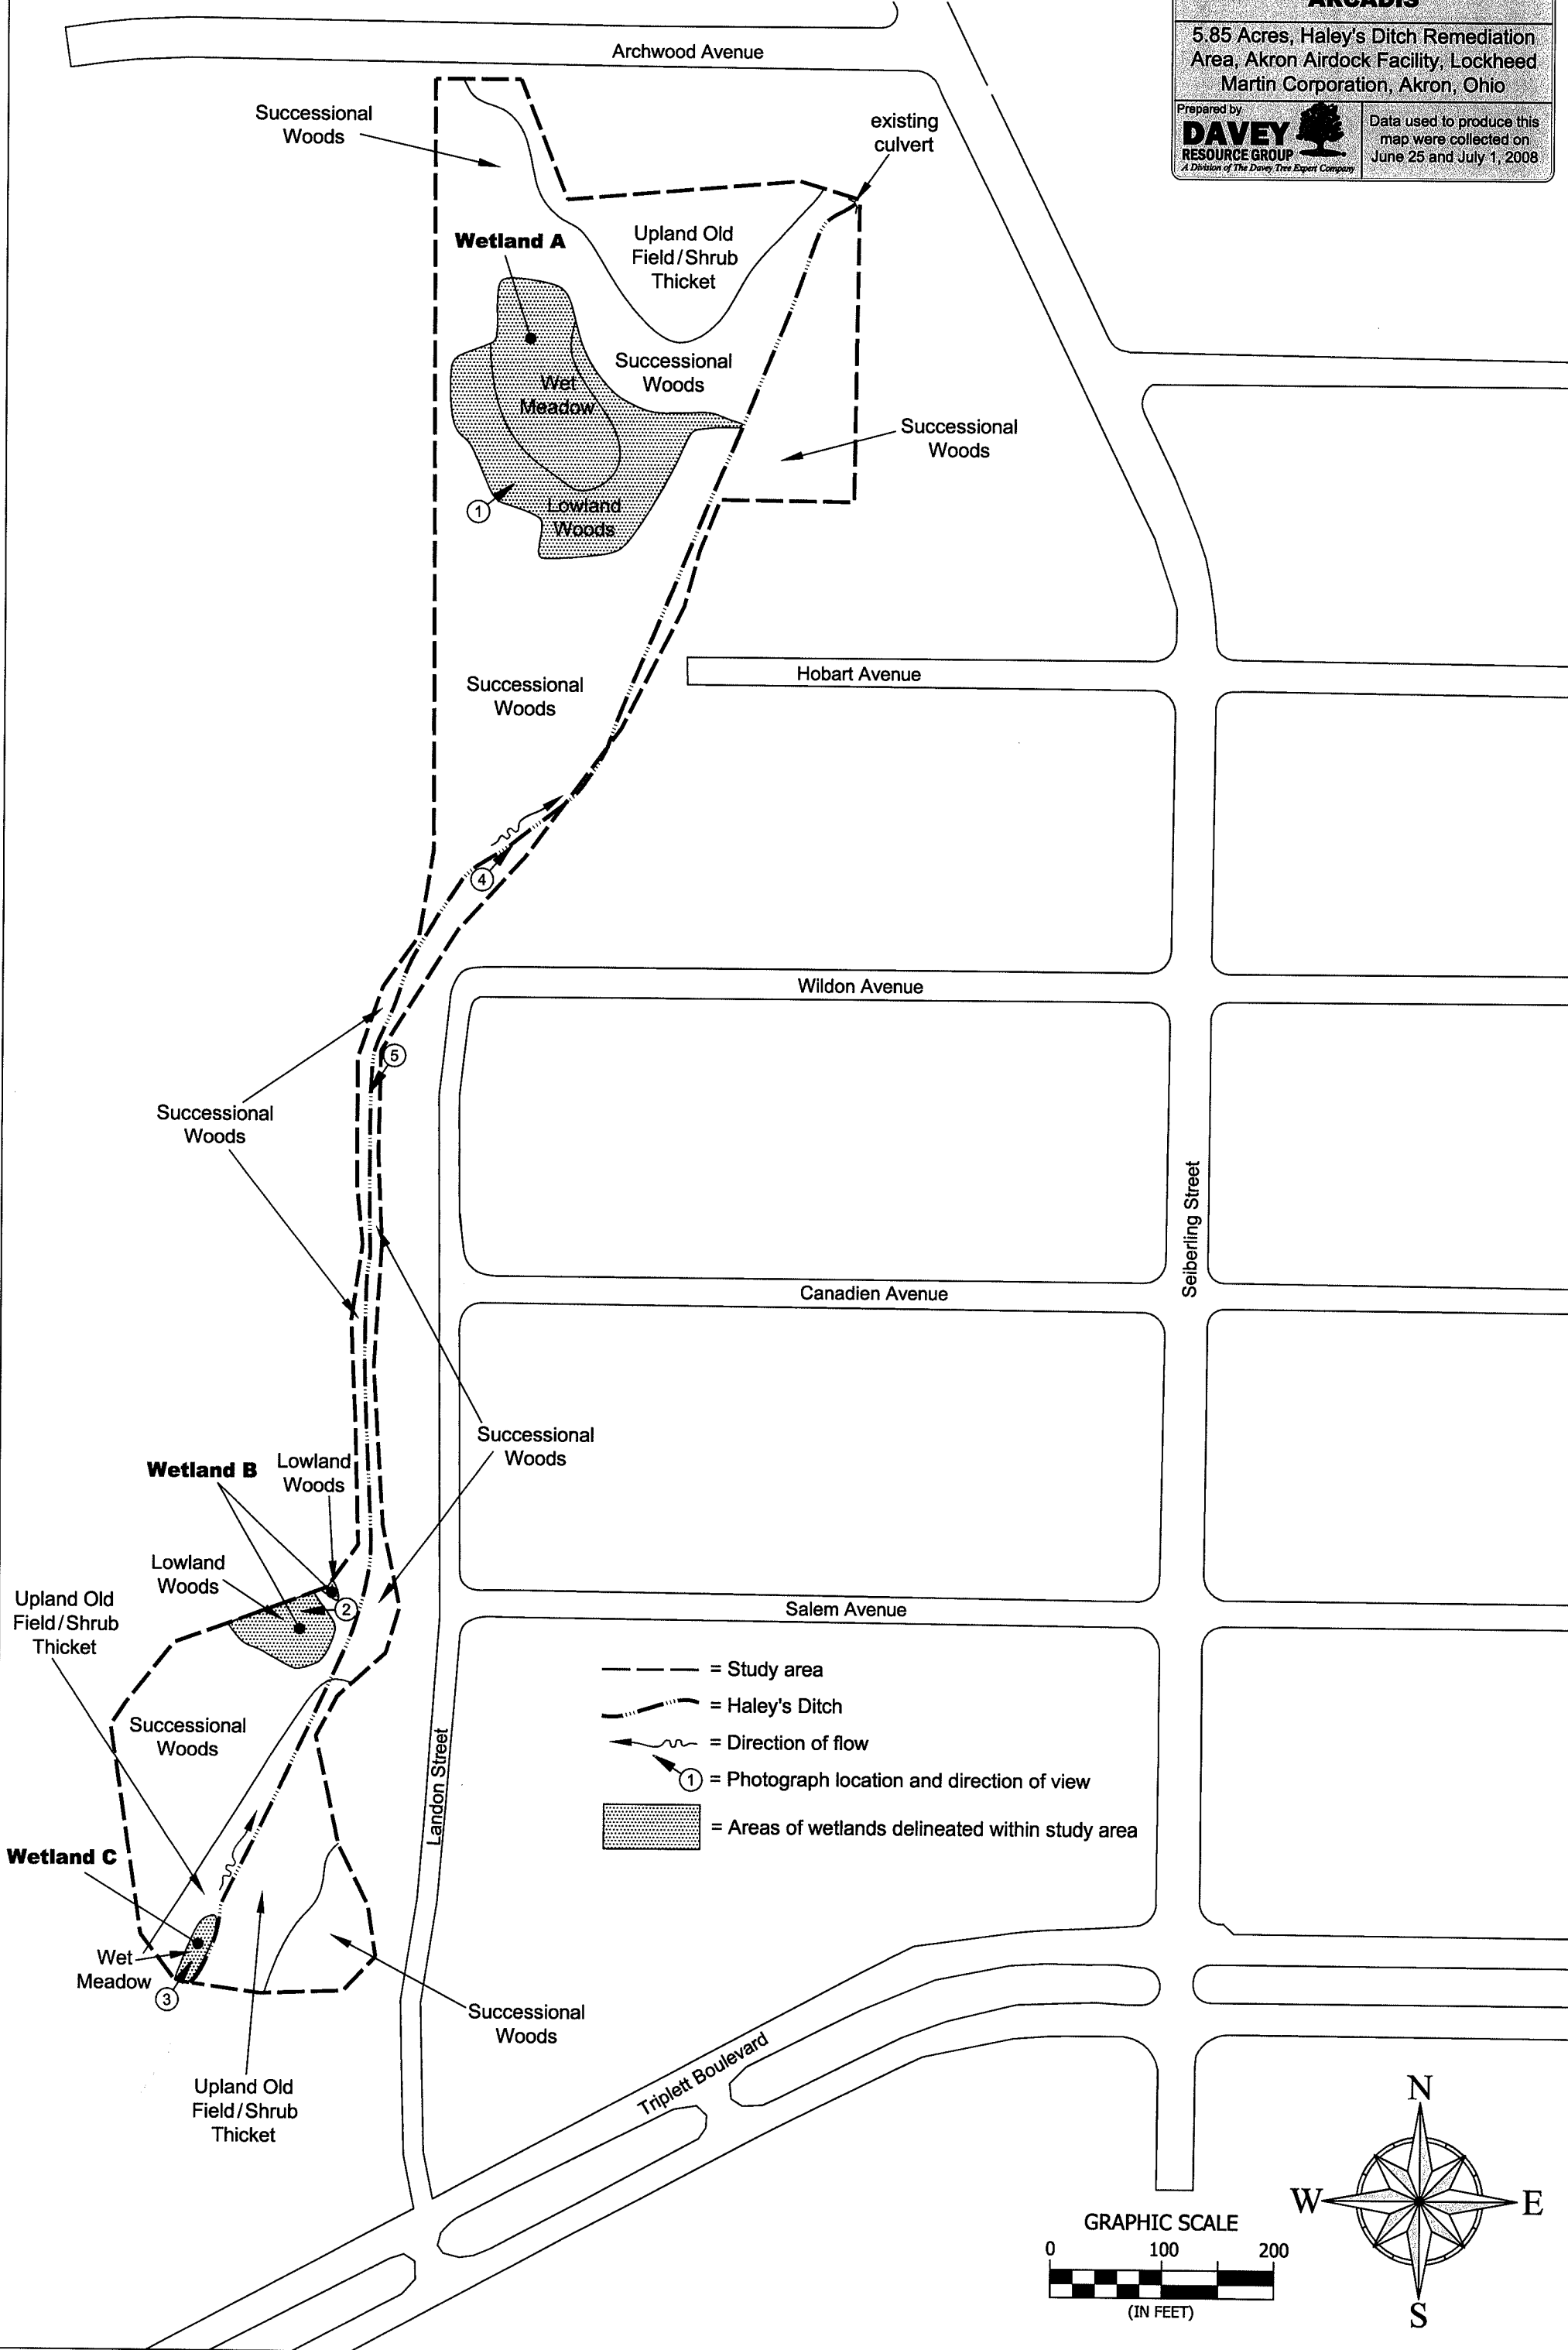 ARCADIS
5.85 Acres, Haley's Ditch Remediation
Area, Akron Airdock Facility, Lockheed
Martin Corporation, Akron, Ohio
Prepared by
DAVEY
RESOURCE GROUP
A Division of The Davey Tree Expert Company
Data used to produce this
map were collected on
June 25 and July 1, 2008
Archwood Avenue
Successional
Woods
existing
culvert
Wetland A
Upland Old
Field/Shrub
Thicket
Successional
Woods
Wet
Meadow
Successional
Woods
1
Lowland
Woods
Successional
Woods
Hobart Avenue
4
Wildon Avenue
5
Successional
Woods
Seiberling Street
Canadien Avenue
Successional
Woods
Wetland B
Lowland
Woods
Lowland
Woods
2
Upland Old
Field/Shrub
Thicket
Salem Avenue
Successional
Woods
Landon Street
= Study area
= Haley's Ditch
= Direction of flow
1 = Photograph location and direction of view
= Areas of wetlands delineated within study area
Wetland C
Wet
Meadow
3
Successional
Woods
Upland Old
Field/Shrub
Thicket
Triplett Boulevard
N
W
E
S
GRAPHIC SCALE
0 100 200
(IN FEET)